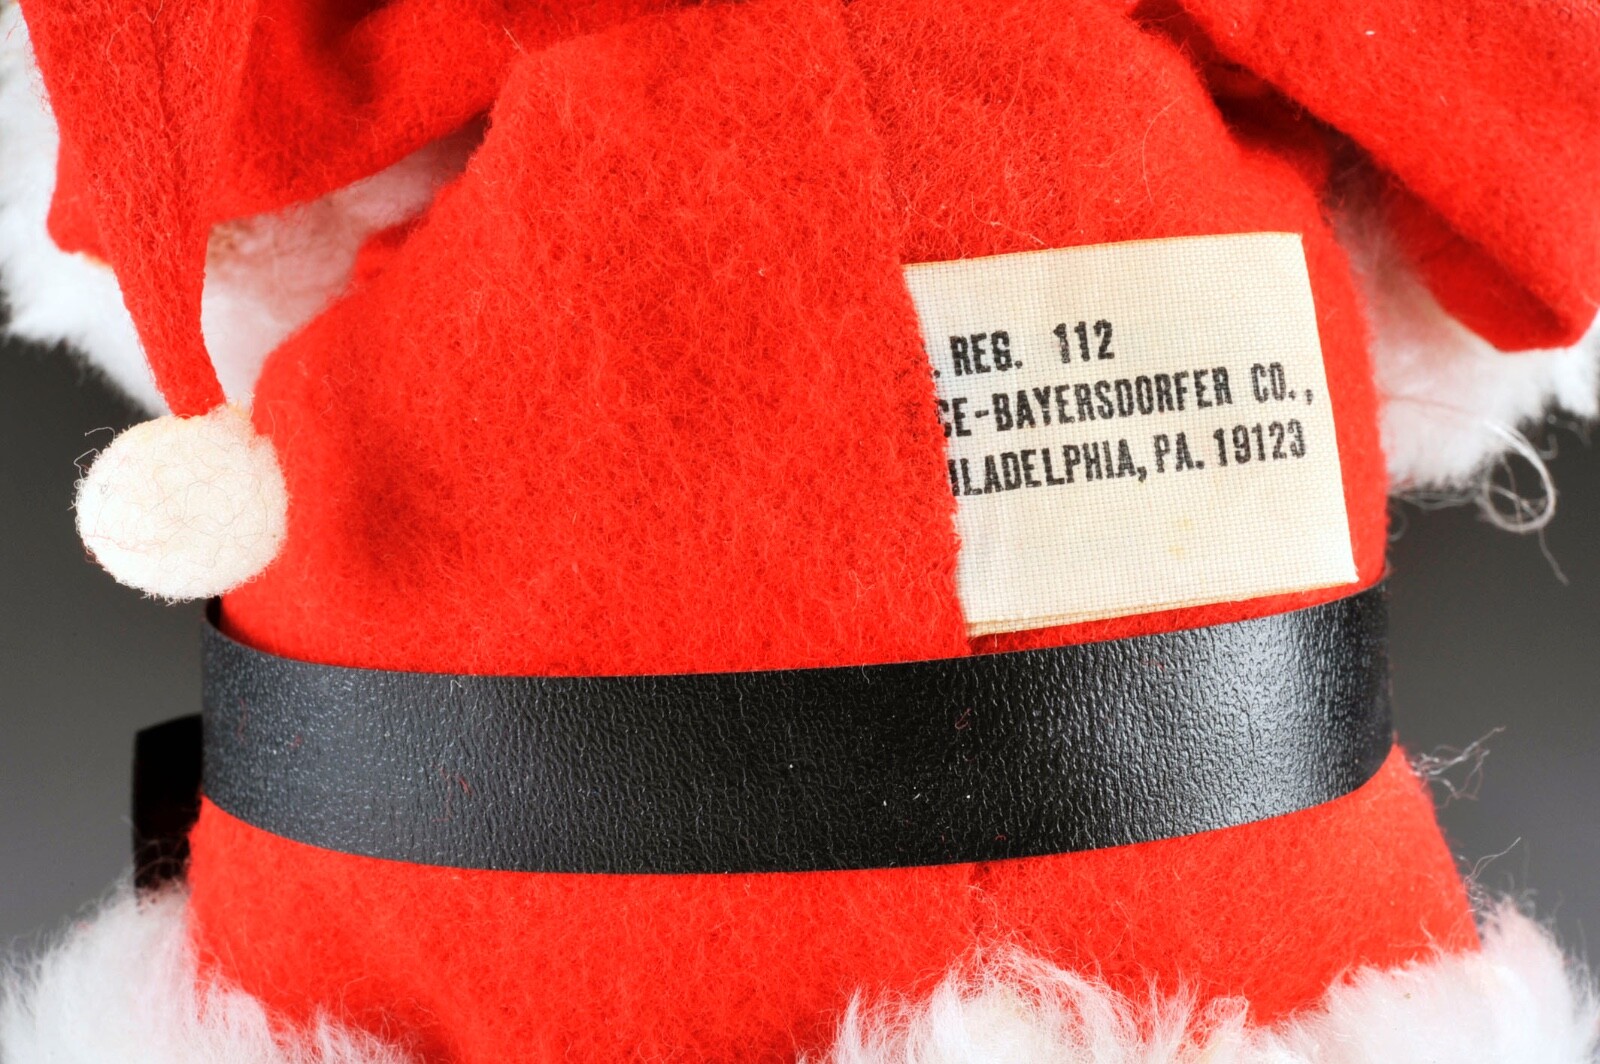 . REG. 112
CE-BAYERSDORFER CO.,
ILADELPHIA, PA. 19123